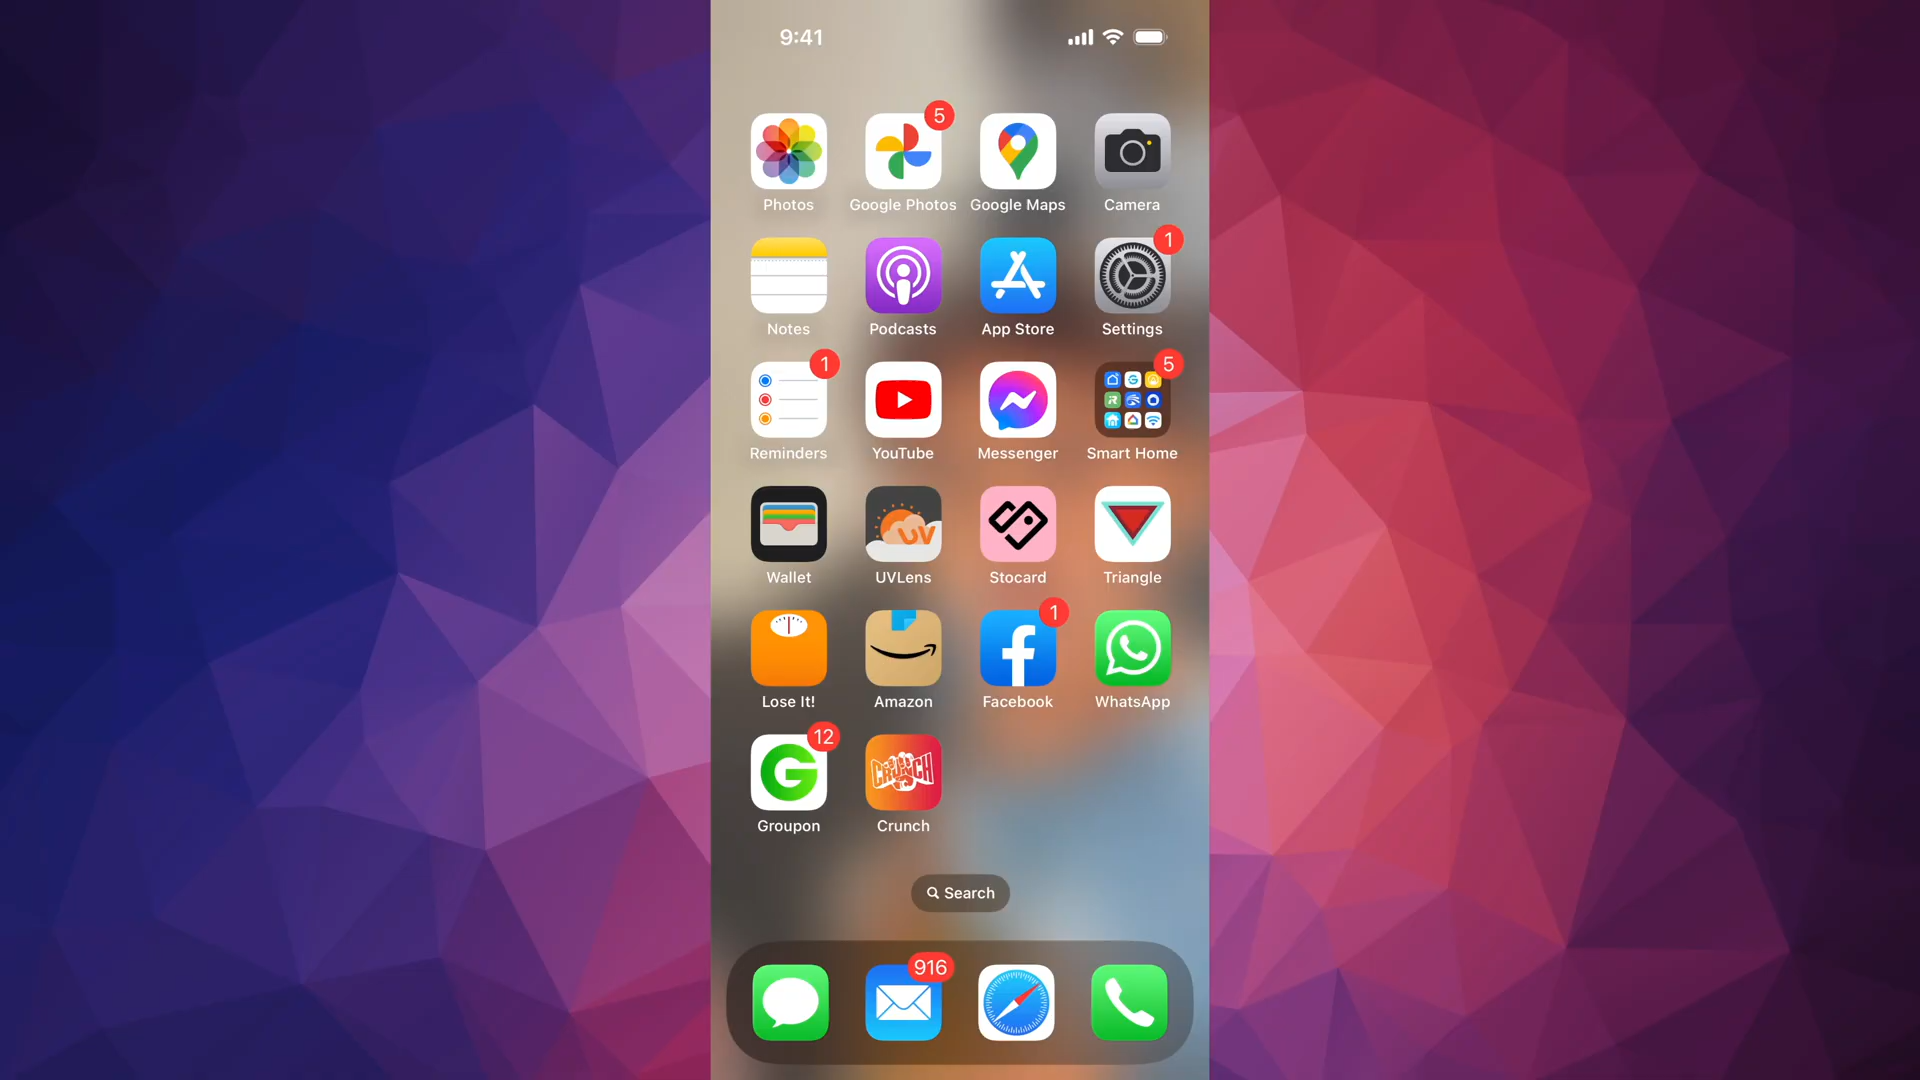 9:41
5
Photos Google Photos Google Maps Camera
1
Notes Podcasts App Store Settings
1 5
Reminders YouTube Messenger Smart Home
UV
Wallet UVLens Stocard Triangle
1
Lose It! Amazon Facebook WhatsApp
12
CRUNCH
Groupon Crunch
Search
916